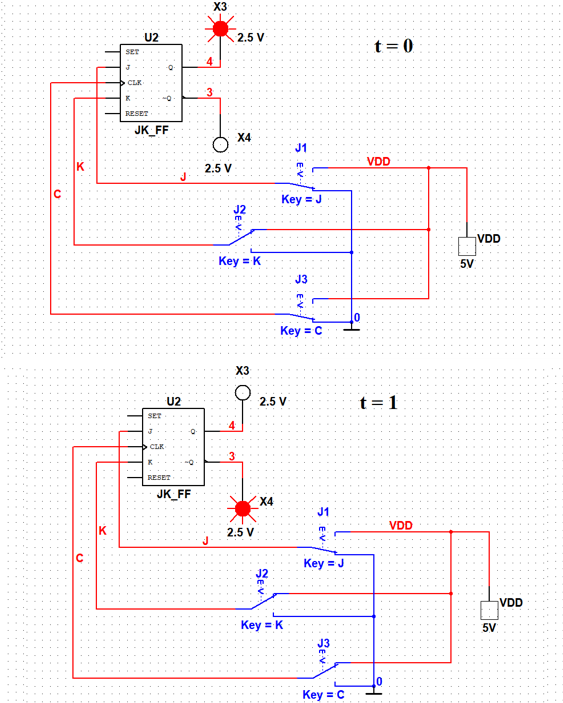 X3
2.5 V
t = 0
U2
SET
J
Q
CLK
K
~Q
RESET
JK_FF
4
3
X4
2.5 V
K
C
J
J1
VDD
Key = J
J2
Key = K
VDD
5V
J3
Key = C
0
X3
2.5 V
t = 1
U2
SET
J
Q
CLK
K
~Q
RESET
JK_FF
4
3
X4
2.5 V
K
C
J
J1
VDD
Key = J
J2
Key = K
VDD
5V
J3
Key = C
0